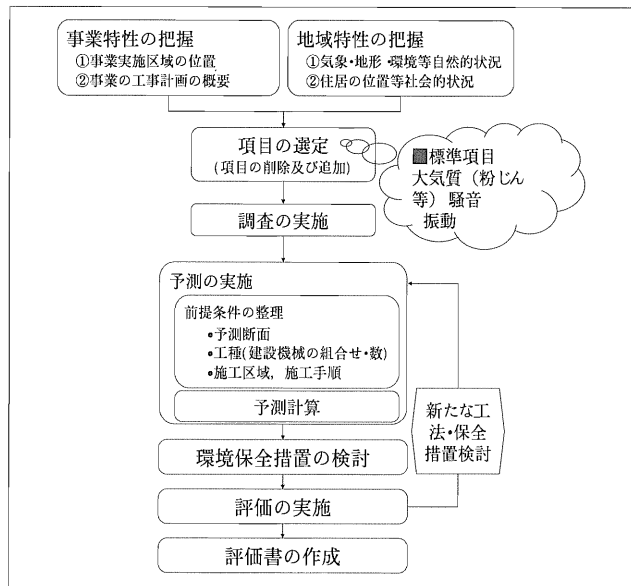 事業特性の把握
①事業実施区域の位置
②事業の工事計画の概要
地域特性の把握
①気象・地形・環境等自然的状況
②住居の位置等社会的状況
項目の選定
(項目の削除及び追加)
■標準項目
大気質（粉じん
等）騒音
振動
調査の実施
予測の実施
前提条件の整理
●予測断面
●工種(建設機械の組合せ・数)
●施工区域，施工手順
予測計算
新たな工
法・保全
措置検討
環境保全措置の検討
評価の実施
評価書の作成